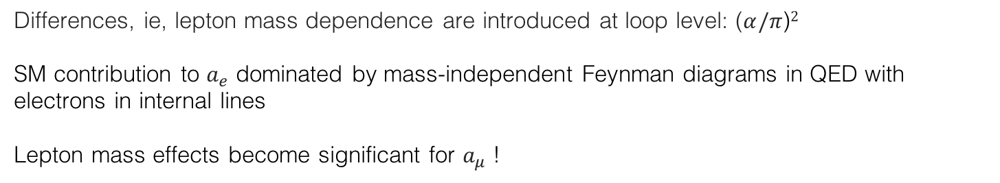 Differences, ie, lepton mass dependence are introduced at loop level: (α/π)²
SM contribution to aₑ dominated by mass-independent Feynman diagrams in QED with
electrons in internal lines
Lepton mass effects become significant for a_μ !